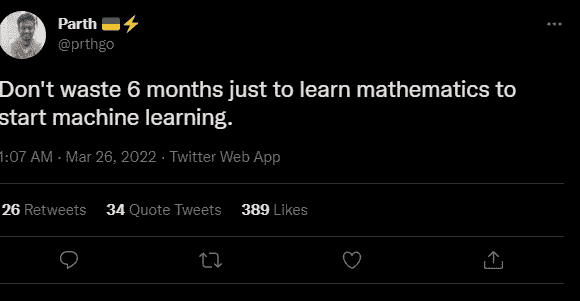 Parth
@prthgo
Don't waste 6 months just to learn mathematics to
start machine learning.
1:07 AM · Mar 26, 2022 · Twitter Web App
26 Retweets 34 Quote Tweets 389 Likes